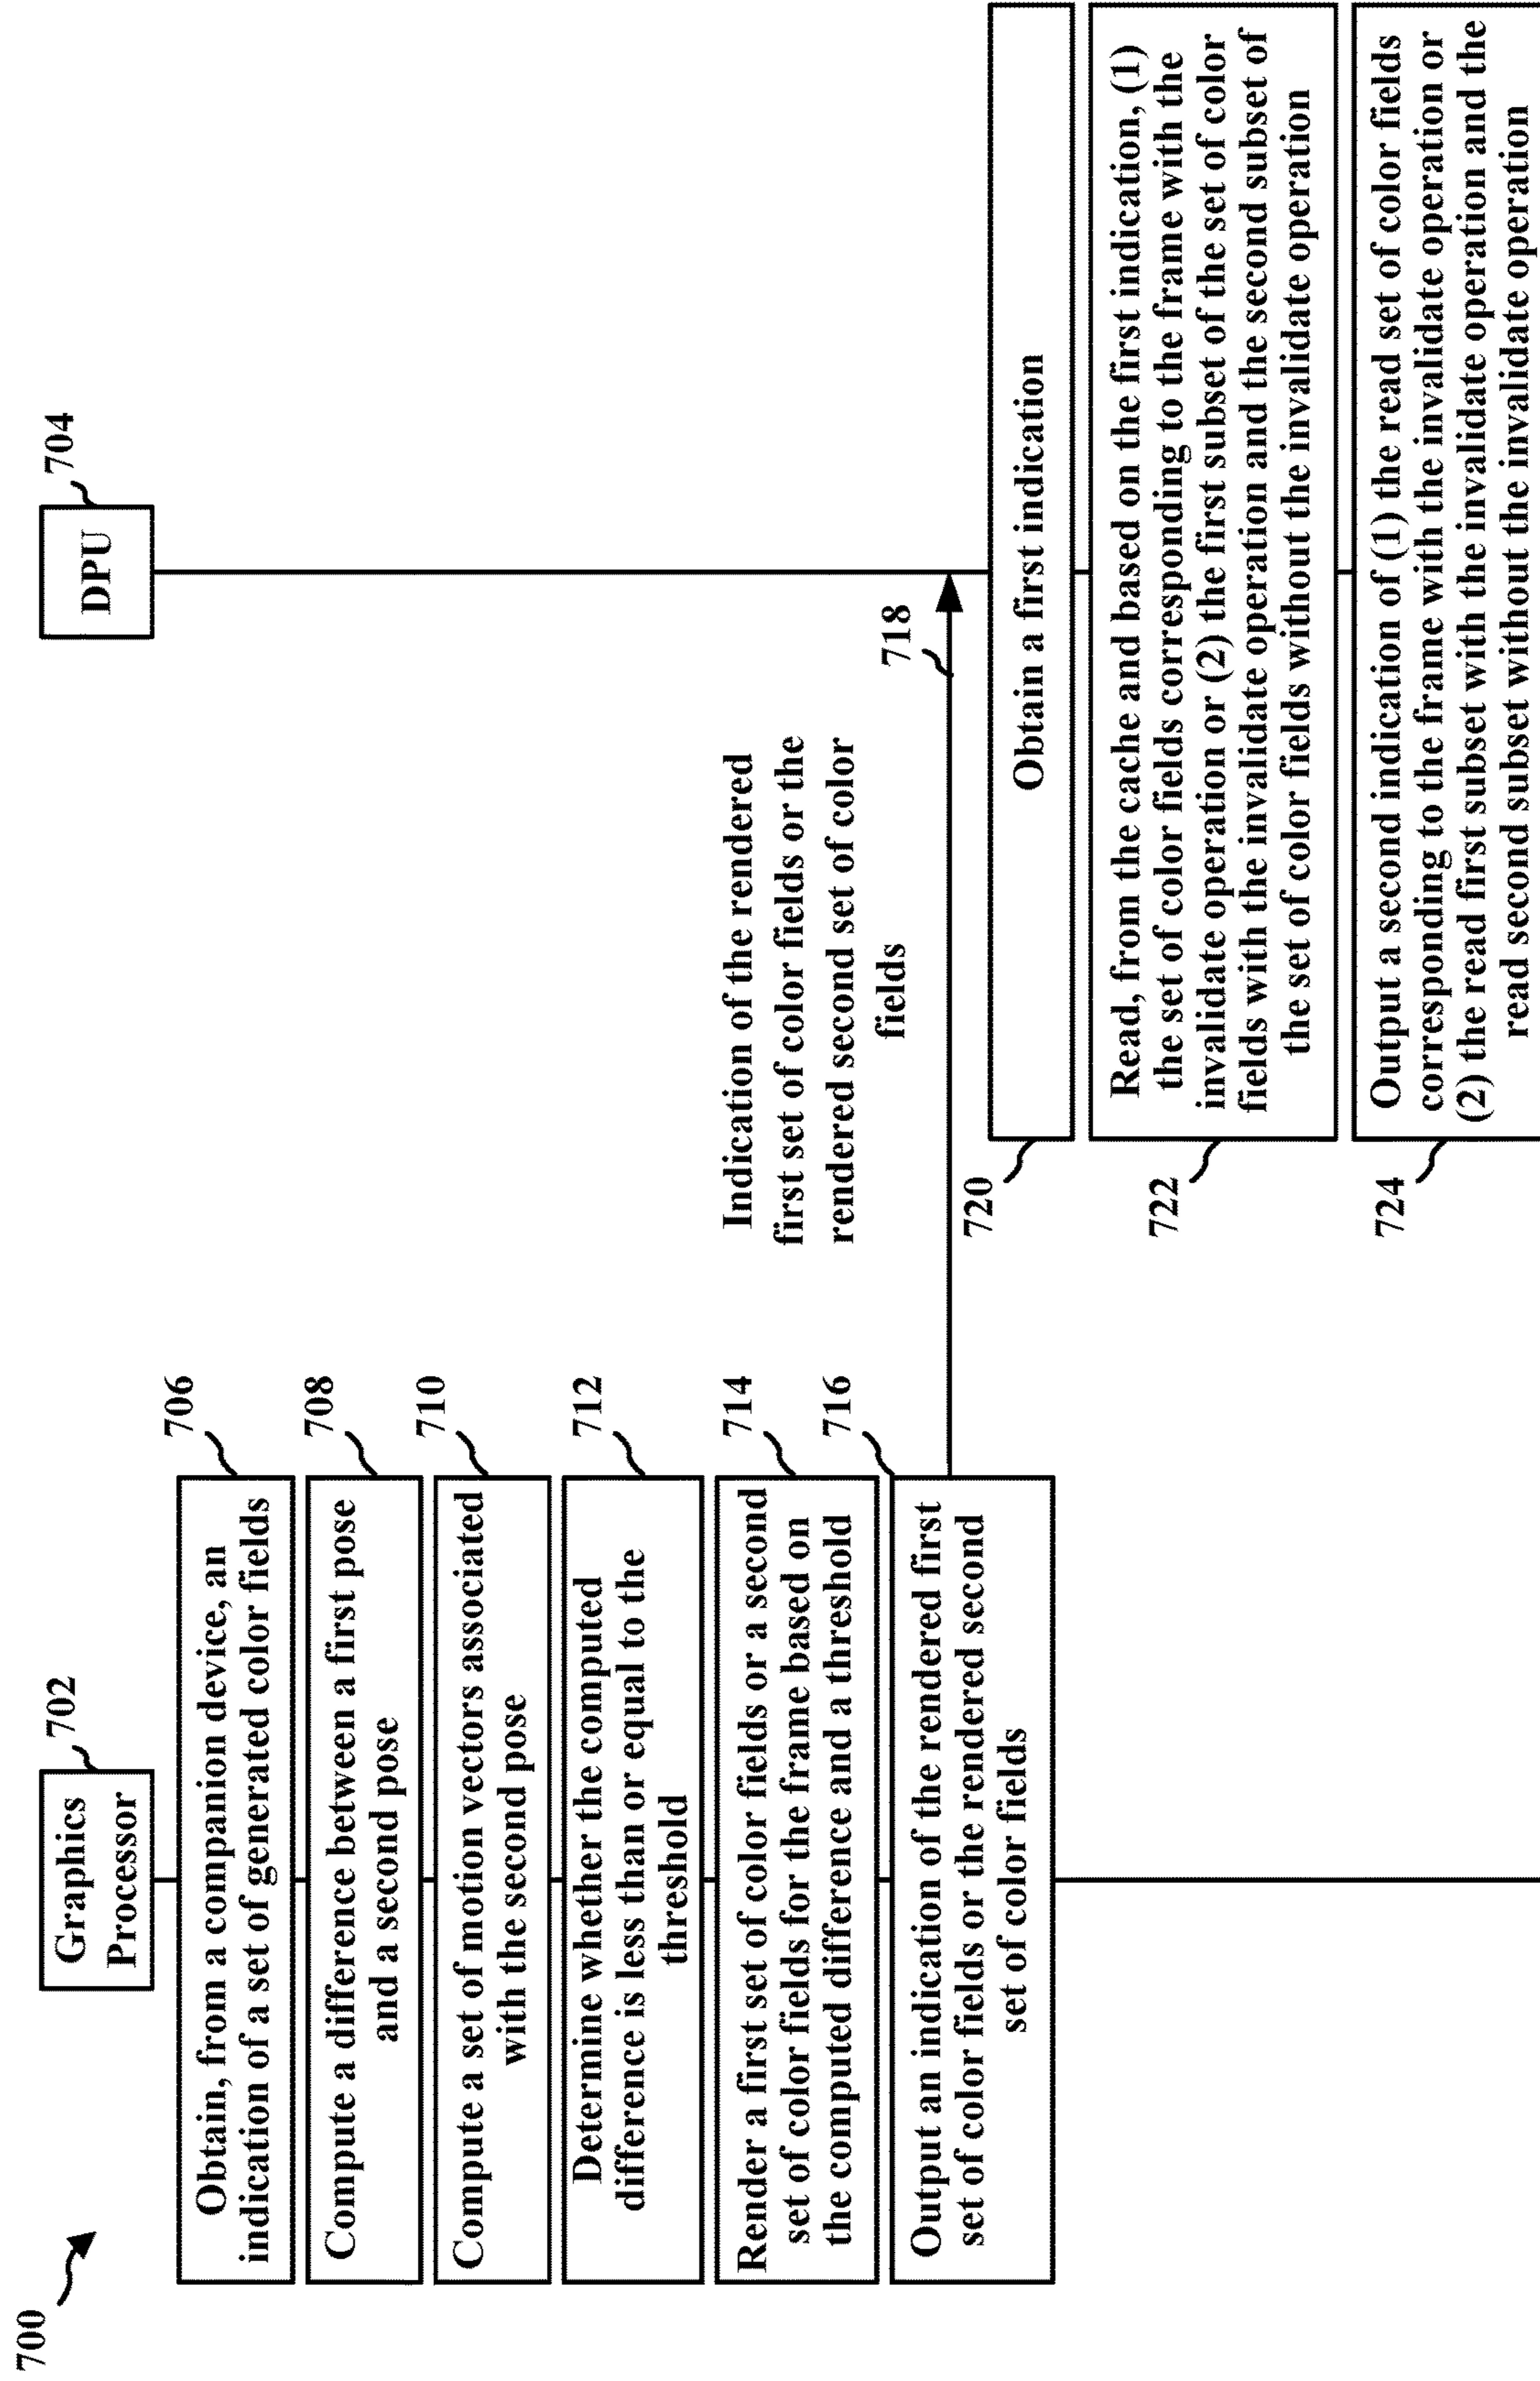 700
Graphics
Processor
702
DPU
704
Obtain, from a companion device, an
indication of a set of generated color fields
706
Compute a difference between a first pose
and a second pose
708
Compute a set of motion vectors associated
with the second pose
710
Determine whether the computed
difference is less than or equal to the
threshold
712
Render a first set of color fields or a second
set of color fields for the frame based on
the computed difference and a threshold
714
Output an indication of the rendered first
set of color fields or the rendered second
set of color fields
716
Indication of the rendered
first set of color fields or the
rendered second set of color
fields
718
Obtain a first indication
720
Read, from the cache and based on the first indication, (1)
the set of color fields corresponding to the frame with the
invalidate operation or (2) the first subset of the set of color
fields with the invalidate operation and the second subset of
the set of color fields without the invalidate operation
722
Output a second indication of (1) the read set of color fields
corresponding to the frame with the invalidate operation or
(2) the read first subset with the invalidate operation and the
read second subset without the invalidate operation
724